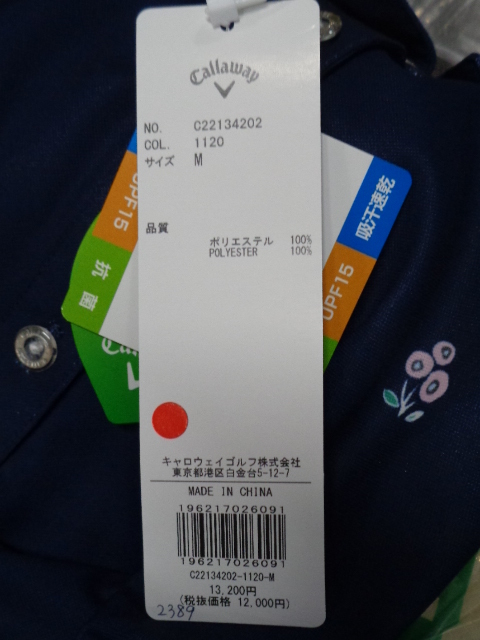 Callaway
NO. C22134202
COL. 1120
サイズ M
品質
ポリエステル 100%
POLYESTER 100%
キャロウェイゴルフ株式会社
東京都港区白金台5-12-7
MADE IN CHINA
196217026091
196217026091
C22134202-1120-M
13,200円
(税抜価格 12,000円)
2389
UPF15
抗菌
吸汗速乾
UPF15